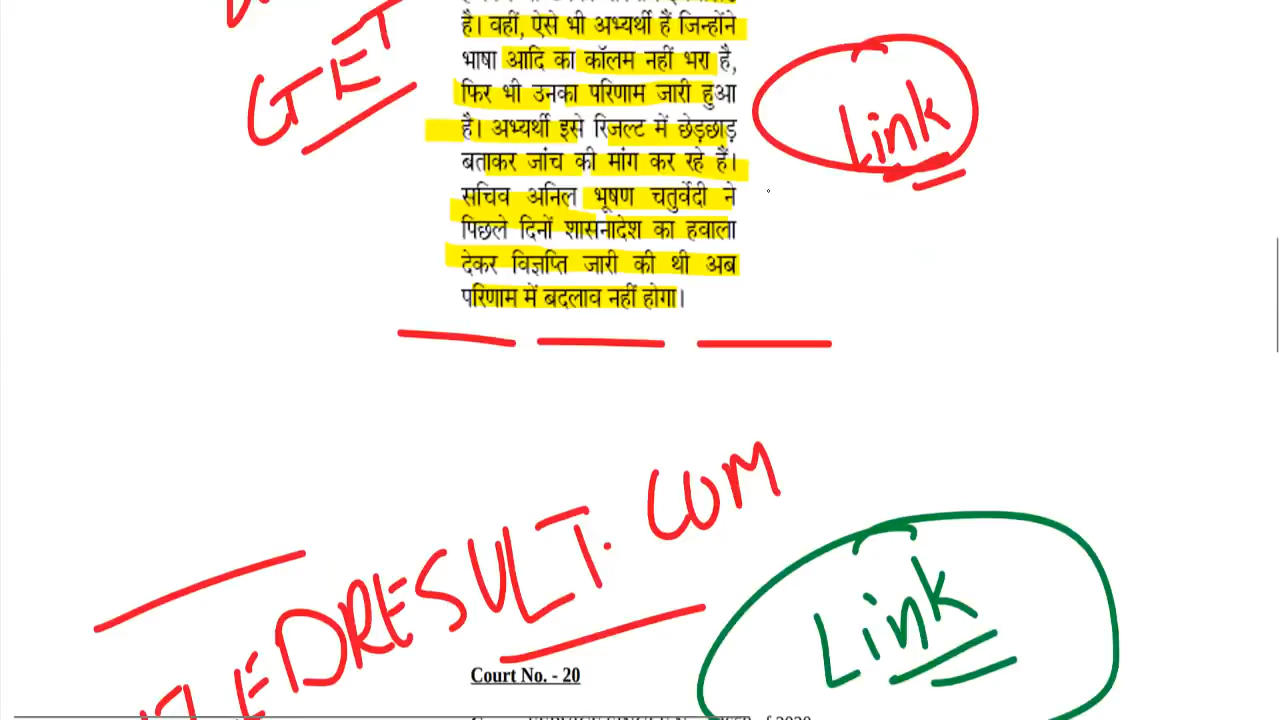 है। वहीं, ऐसे भी अभ्यर्थी हैं जिन्होंने
भाषा आदि का कॉलम नहीं भरा है,
फिर भी उनका परिणाम जारी हुआ
है। अभ्यर्थी इसे रिजल्ट में छेड़छाड़
बताकर जांच की मांग कर रहे हैं।
सचिव अनिल भूषण चतुर्वेदी ने
पिछले दिनों शासनादेश का हवाला
देकर विज्ञप्ति जारी की थी अब
परिणाम में बदलाव नहीं होगा।
GET
Link
EDRESULT.COM
Link
Court No. - 20